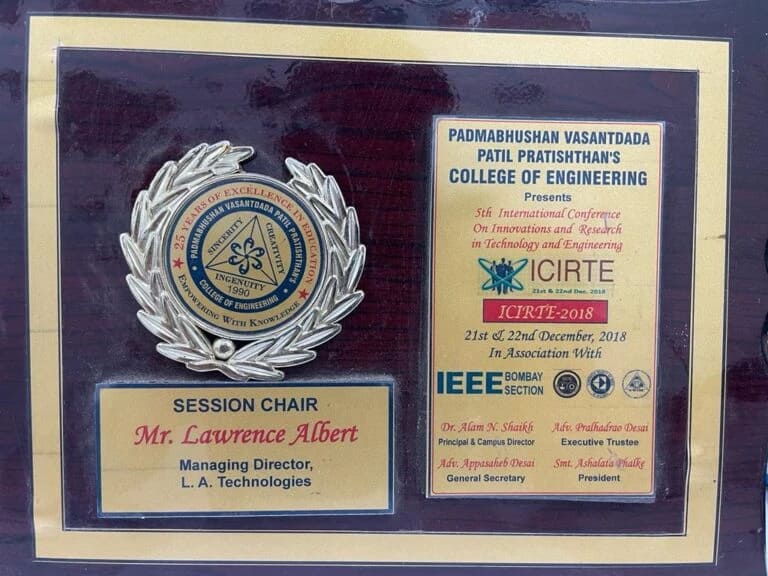 25 YEARS OF EXCELLENCE IN EDUCATION
PADMABHUSHAN VASANTDADA PATIL PRATISHTHAN'S
SINCERITY
CREATIVITY
INGENUITY
1990
COLLEGE OF ENGINEERING
EMPOWERING WITH KNOWLEDGE
SESSION CHAIR
Mr. Lawrence Albert
Managing Director,
L. A. Technologies
PADMABHUSHAN VASANTDADA
PATIL PRATISHTHAN'S
COLLEGE OF ENGINEERING
Presents
5th International Conference
On Innovations and Research
in Technology and Engineering
ICIRTE
21st & 22nd Dec. 2018
ICIRTE-2018
21st & 22nd December, 2018
In Association With
IEEE BOMBAY
SECTION
Dr. Alam N. Shaikh Adv. Pralhadrao Desai
Principal & Campus Director Executive Trustee
Adv. Appasaheb Desai Smt. Ashalata Phalke
General Secretary President